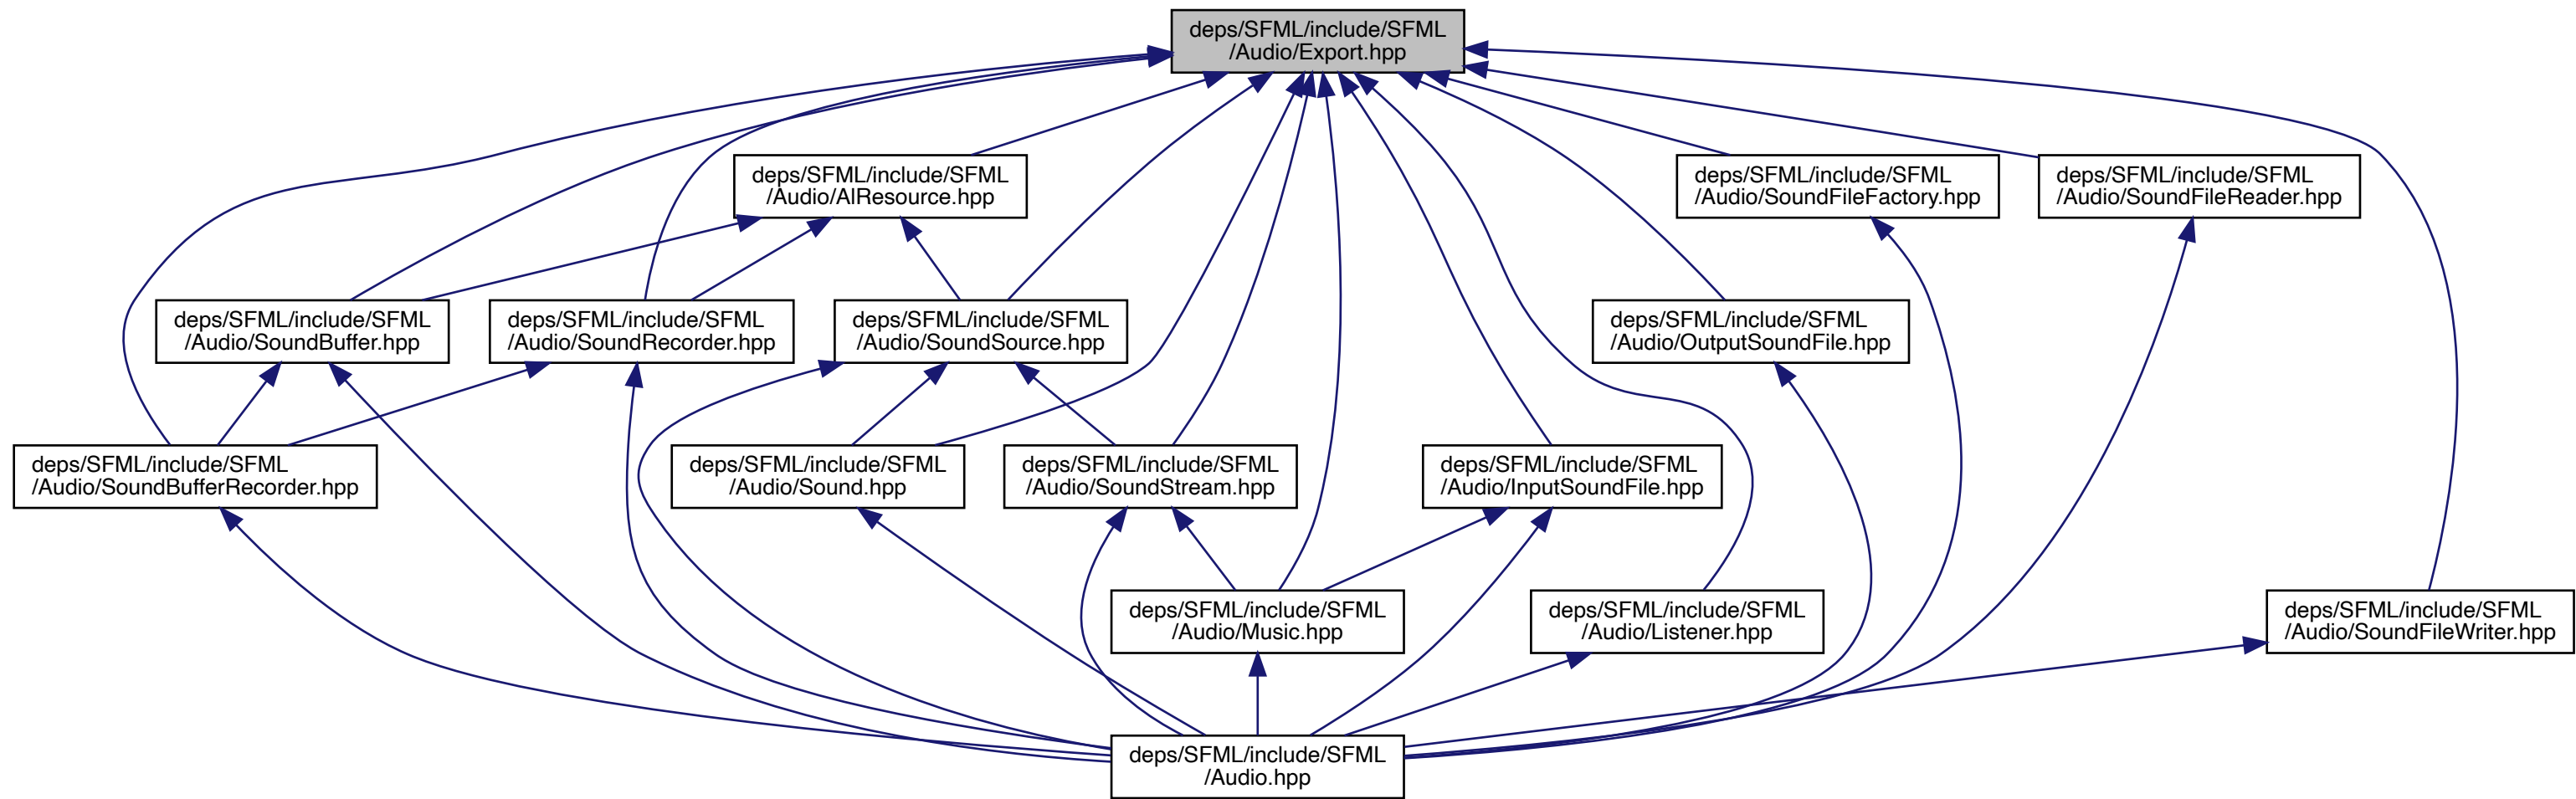 deps/SFML/include/SFML
/Audio/Export.hpp
deps/SFML/include/SFML
/Audio/AlResource.hpp
deps/SFML/include/SFML
/Audio/SoundFileFactory.hpp
deps/SFML/include/SFML
/Audio/SoundFileReader.hpp
deps/SFML/include/SFML
/Audio/SoundBuffer.hpp
deps/SFML/include/SFML
/Audio/SoundRecorder.hpp
deps/SFML/include/SFML
/Audio/SoundSource.hpp
deps/SFML/include/SFML
/Audio/OutputSoundFile.hpp
deps/SFML/include/SFML
/Audio/SoundBufferRecorder.hpp
deps/SFML/include/SFML
/Audio/Sound.hpp
deps/SFML/include/SFML
/Audio/SoundStream.hpp
deps/SFML/include/SFML
/Audio/InputSoundFile.hpp
deps/SFML/include/SFML
/Audio/Music.hpp
deps/SFML/include/SFML
/Audio/Listener.hpp
deps/SFML/include/SFML
/Audio/SoundFileWriter.hpp
deps/SFML/include/SFML
/Audio.hpp